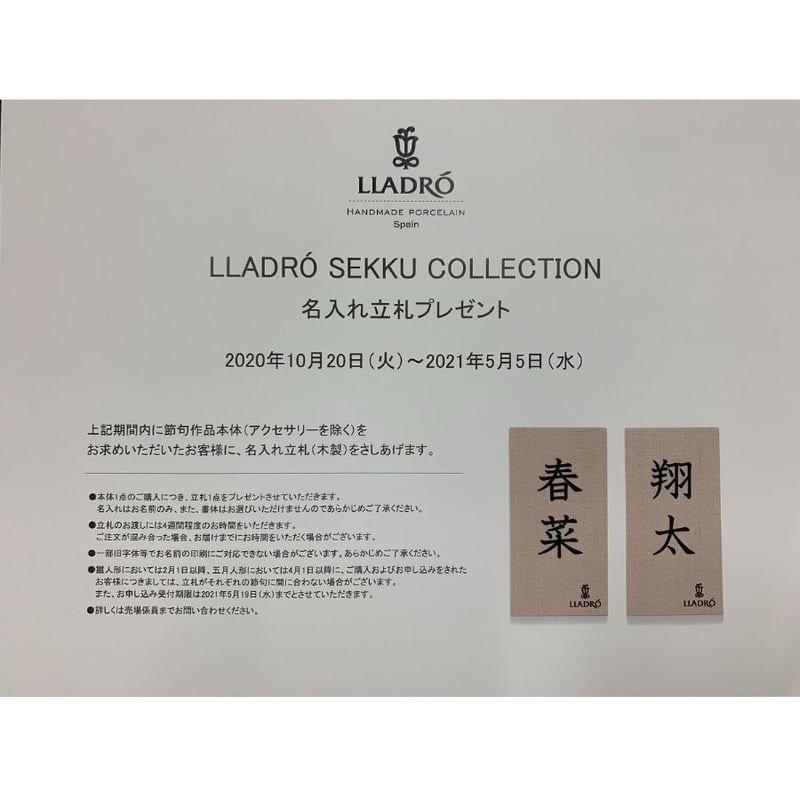 LLADRÓ
HANDMADE PORCELAIN
Spain
LLADRÓ SEKKU COLLECTION
名入れ立札プレゼント
2020年10月20日(火)～2021年5月5日(水)
上記期間内に節句作品本体(アクセサリーを除く)を
お求めいただいたお客様に、名入れ立札(木製)をさしあげます。
●本体1点のご購入につき、立札1点をプレゼントさせていただきます。
名入れはお名前のみ、また、書体はお選びいただけませんのであらかじめご了承ください。
●立札のお渡しには4週間程度のお時間をいただきます。
ご注文が混み合った場合、お届けまでにお時間をいただく場合がございます。
●一部旧字体等でお名前の印刷にご対応できない場合がございます。あらかじめご了承ください。
●雛人形においては2月1日以降、五月人形においては4月1日以降に、ご購入およびお申し込みをされた
お客様につきましては、立札がそれぞれの節句に間に合わない場合がございます。
また、お申し込み受付期限は2021年5月19日(水)までとさせていただきます。
●詳しくは売場係員までお問い合わせください。
春菜
LLADRÓ
翔太
LLADRÓ